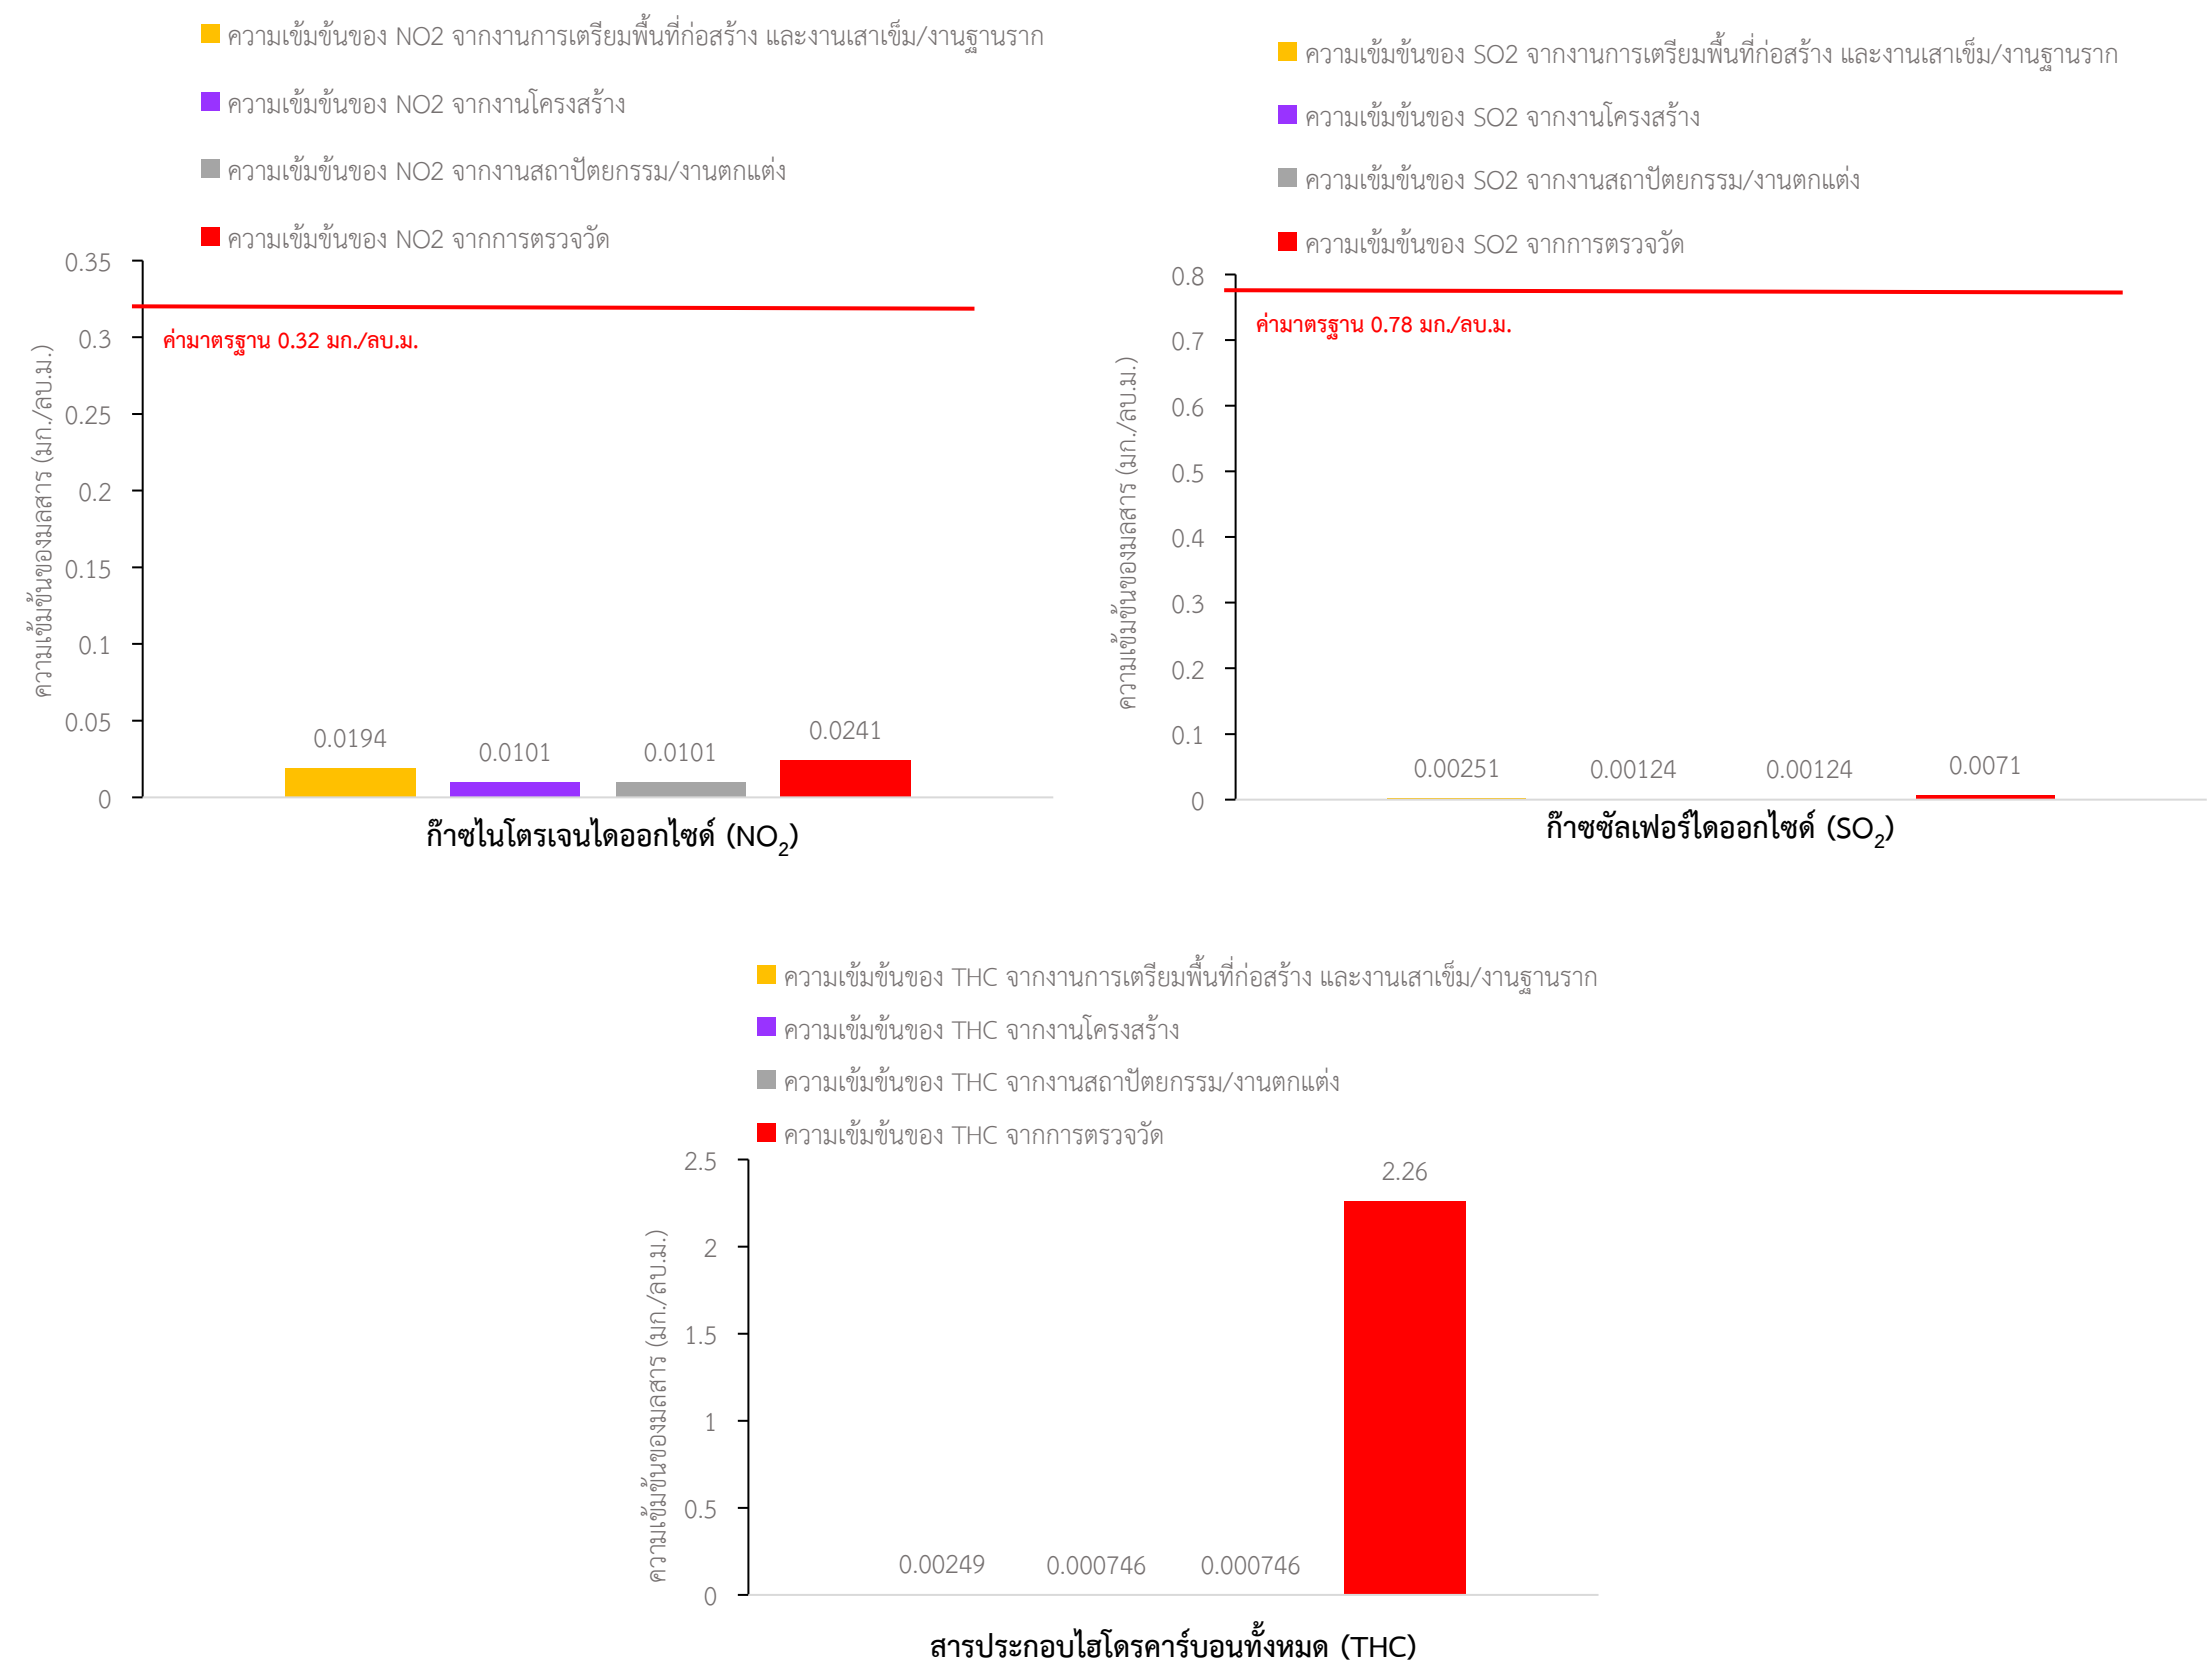 ความเข้มข้นของ NO2 จากงานการเตรียมพื้นที่ก่อสร้าง และงานเสาเข็ม/งานฐานราก
ความเข้มข้นของ NO2 จากงานโครงสร้าง
ความเข้มข้นของ NO2 จากงานสถาปัตยกรรม/งานตกแต่ง
ความเข้มข้นของ NO2 จากการตรวจวัด
0.35
0.3
0.25
0.2
0.15
0.1
0.05
0
ความเข้มข้นของมลสาร (มก./ลบ.ม.)
ค่ามาตรฐาน 0.32 มก./ลบ.ม.
0.0194
0.0101
0.0101
0.0241
ก๊าซไนโตรเจนไดออกไซด์ (NO₂)
ความเข้มข้นของ SO2 จากงานการเตรียมพื้นที่ก่อสร้าง และงานเสาเข็ม/งานฐานราก
ความเข้มข้นของ SO2 จากงานโครงสร้าง
ความเข้มข้นของ SO2 จากงานสถาปัตยกรรม/งานตกแต่ง
ความเข้มข้นของ SO2 จากการตรวจวัด
0.8
0.7
0.6
0.5
0.4
0.3
0.2
0.1
0
ความเข้มข้นของมลสาร (มก./ลบ.ม.)
ค่ามาตรฐาน 0.78 มก./ลบ.ม.
0.00251
0.00124
0.00124
0.0071
ก๊าซซัลเฟอร์ไดออกไซด์ (SO₂)
ความเข้มข้นของ THC จากงานการเตรียมพื้นที่ก่อสร้าง และงานเสาเข็ม/งานฐานราก
ความเข้มข้นของ THC จากงานโครงสร้าง
ความเข้มข้นของ THC จากงานสถาปัตยกรรม/งานตกแต่ง
ความเข้มข้นของ THC จากการตรวจวัด
2.5
2
1.5
1
0.5
0
ความเข้มข้นของมลสาร (มก./ลบ.ม.)
0.00249
0.000746
0.000746
2.26
สารประกอบไฮโดรคาร์บอนทั้งหมด (THC)